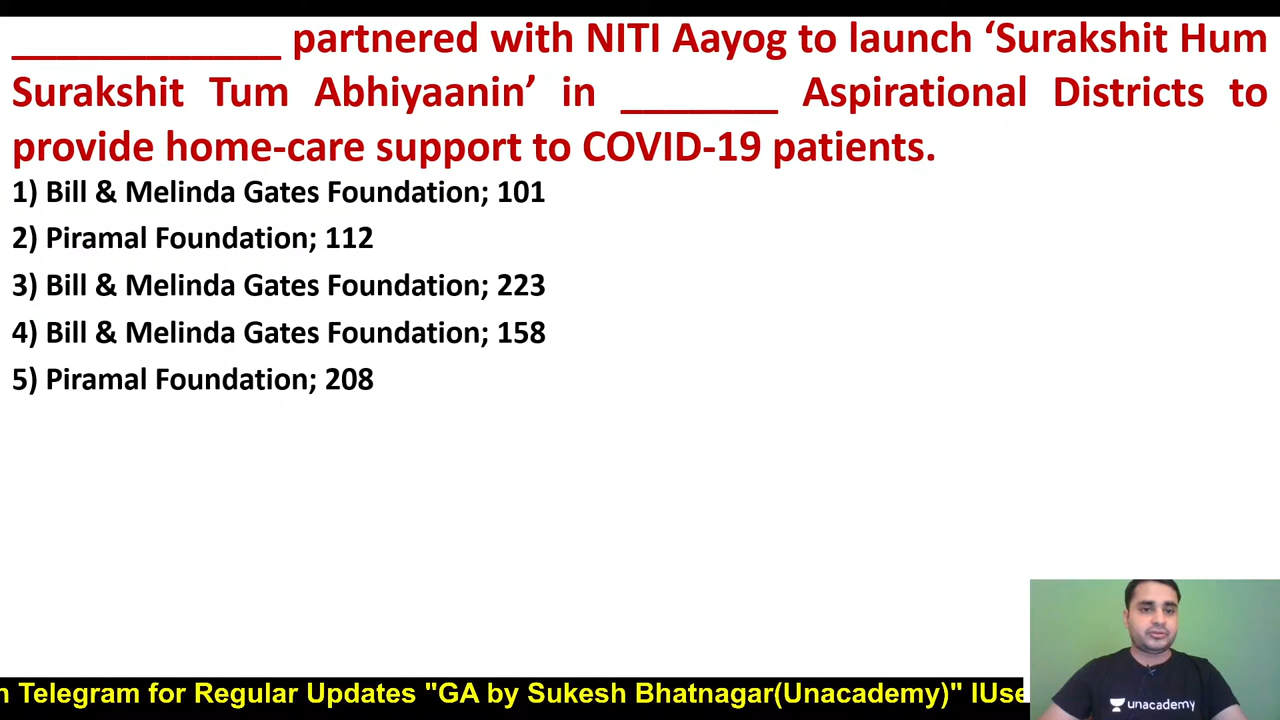 ____________ partnered with NITI Aayog to launch ‘Surakshit Hum
Surakshit Tum Abhiyaanin’ in _______ Aspirational Districts to
provide home-care support to COVID-19 patients.
1) Bill & Melinda Gates Foundation; 101
2) Piramal Foundation; 112
3) Bill & Melinda Gates Foundation; 223
4) Bill & Melinda Gates Foundation; 158
5) Piramal Foundation; 208
unacademy
n Telegram for Regular Updates "GA by Sukesh Bhatnagar(Unacademy)" IUse